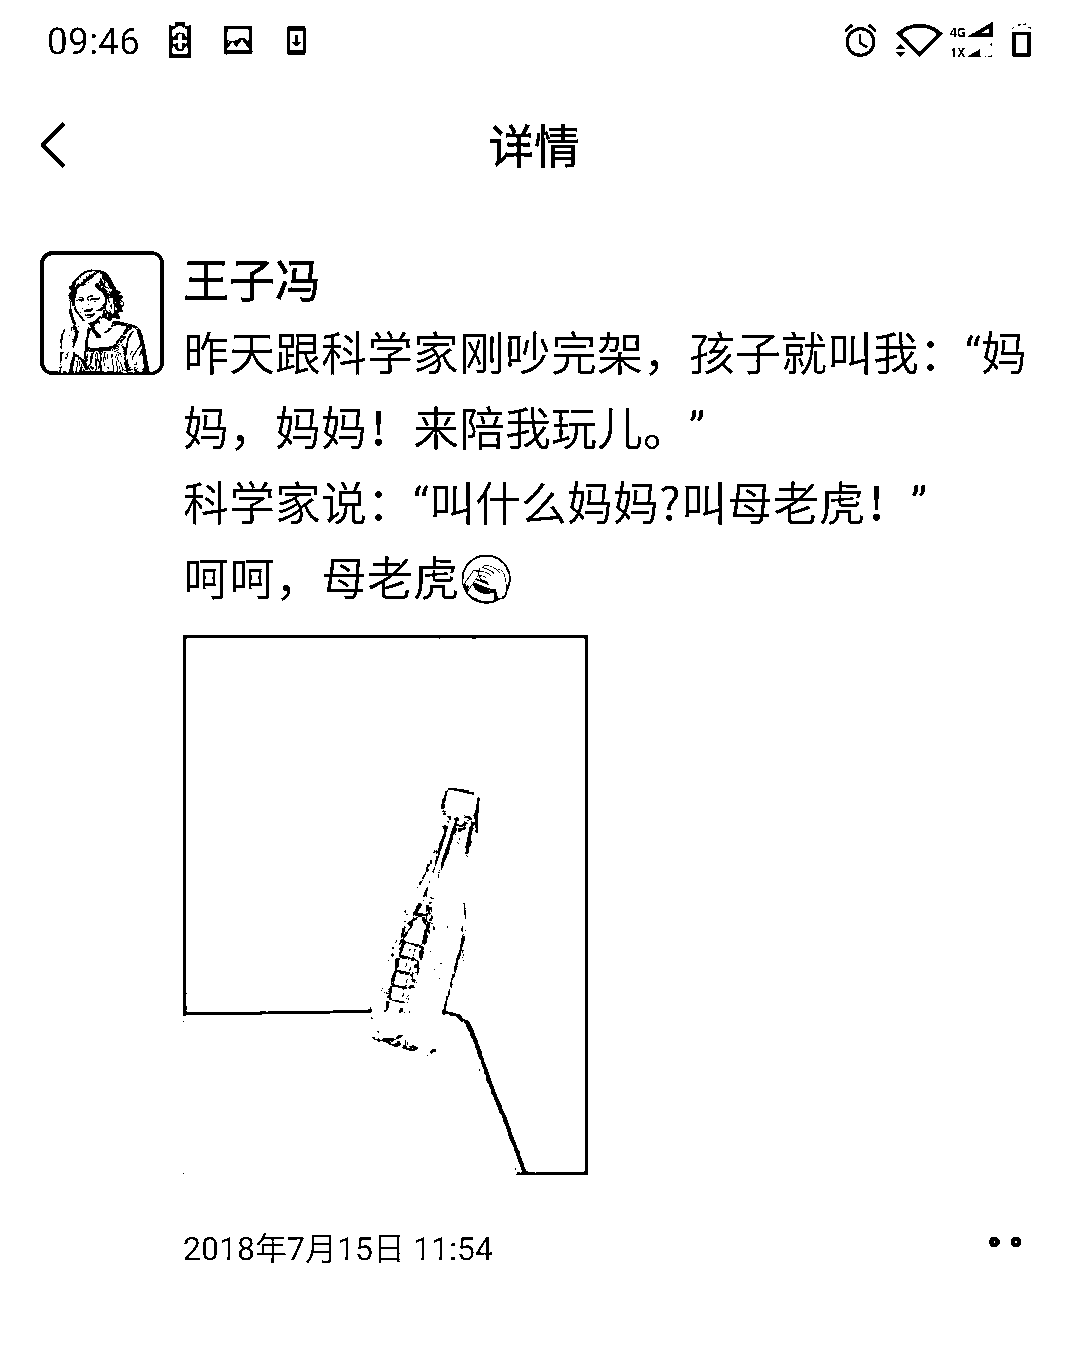 09:46
4G
1X
详情
王子冯
昨天跟科学家刚吵完架，孩子就叫我：“妈
妈，妈妈！来陪我玩儿。”
科学家说：“叫什么妈妈?叫母老虎！”
呵呵，母老虎
2018年7月15日 11:54